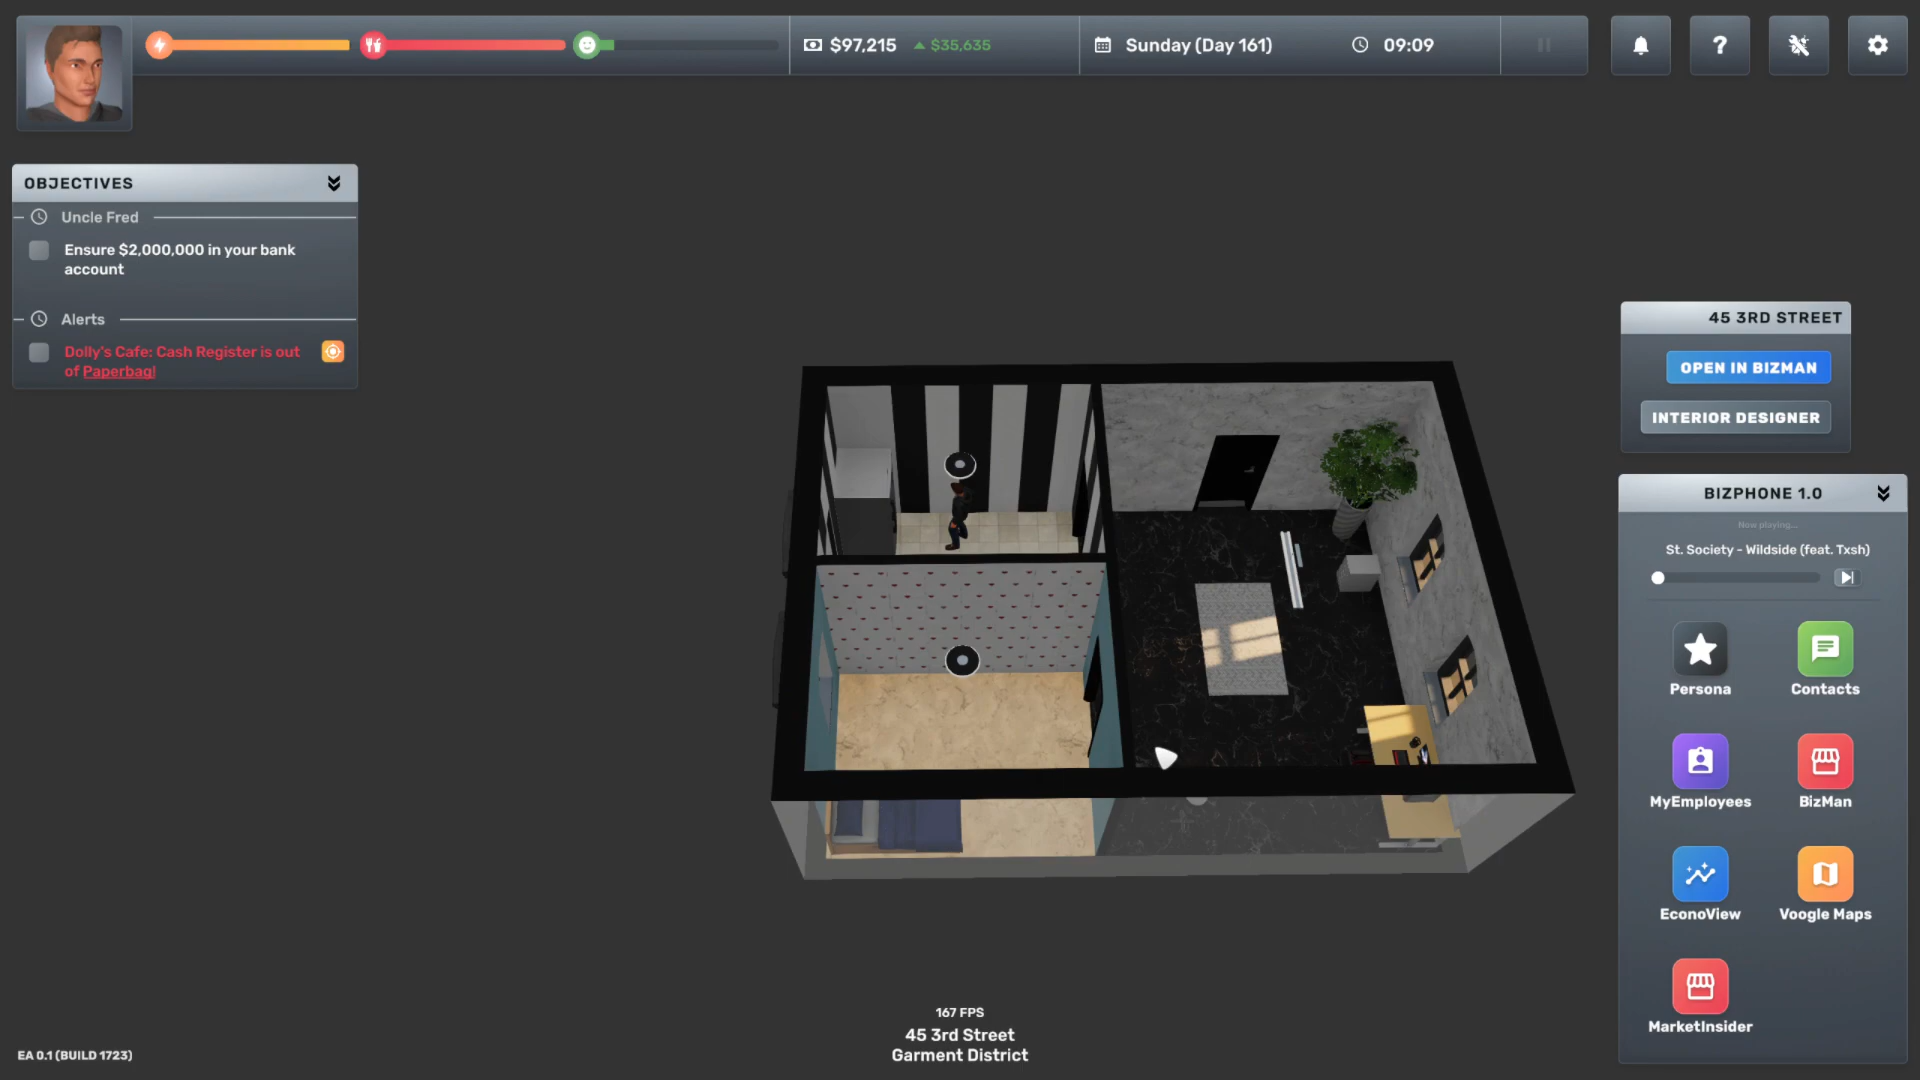 $97,215
$35,635
Sunday (Day 161)
09:09
?
OBJECTIVES
Uncle Fred
Ensure $2,000,000 in your bank
account
Alerts
Dolly's Cafe: Cash Register is out
of Paperbag!
45 3RD STREET
OPEN IN BIZMAN
INTERIOR DESIGNER
BIZPHONE 1.0
Now playing...
St. Society - Wildside (feat. Txsh)
Persona
Contacts
MyEmployees
BizMan
EconoView
Voogle Maps
MarketInsider
167 FPS
45 3rd Street
Garment District
EA 0.1 (BUILD 1723)